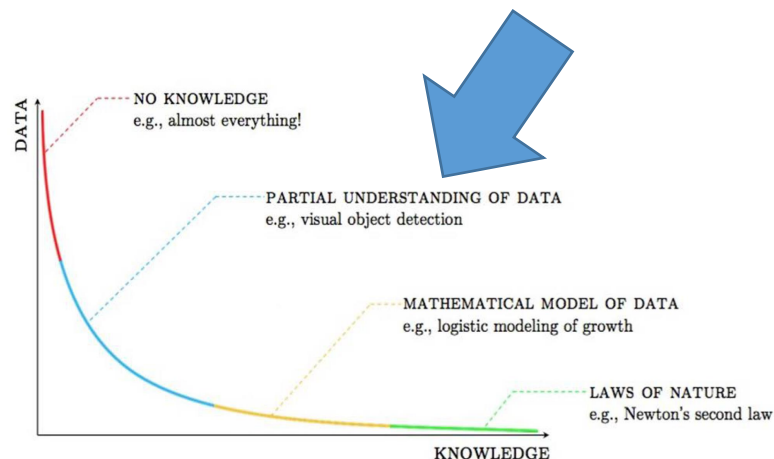 DATA
NO KNOWLEDGE
e.g., almost everything!
PARTIAL UNDERSTANDING OF DATA
e.g., visual object detection
MATHEMATICAL MODEL OF DATA
e.g., logistic modeling of growth
LAWS OF NATURE
e.g., Newton's second law
KNOWLEDGE